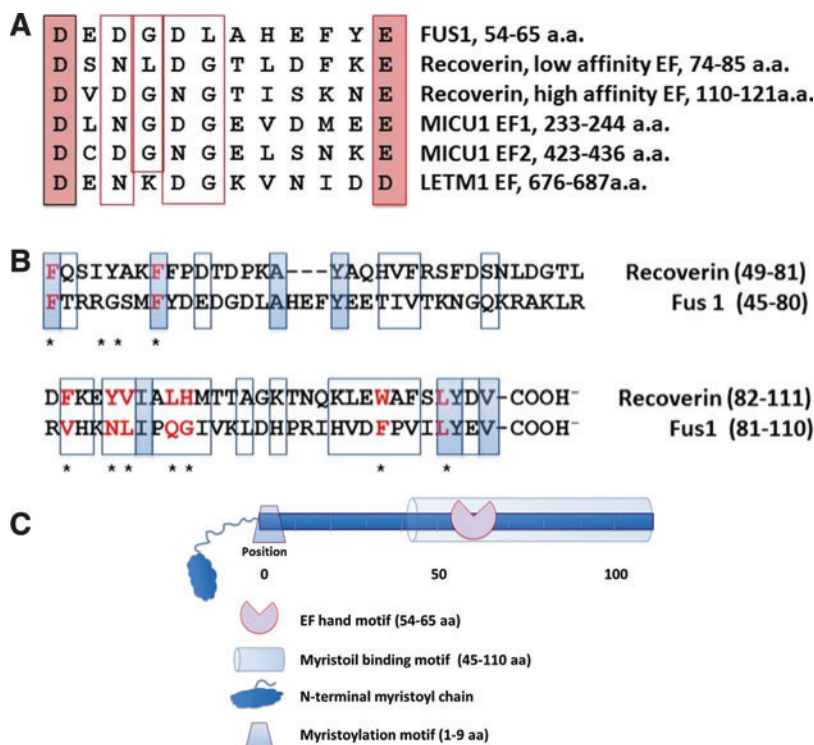 A
D E D G D L A H E F Y E FUS1, 54-65 a.a.
D S N L D G T L D F K E Recoverin, low affinity EF, 74-85 a.a.
D V D G N G T I S K N E Recoverin, high affinity EF, 110-121a.a.
D L N G D G E V D M E E MICU1 EF1, 233-244 a.a.
D C D G N G E L S N K E MICU1 EF2, 423-436 a.a.
D E N K D G K V N I D D LETM1 EF, 676-687a.a.
B
FQSIYAKFFPDTDPKA---YAQHVFRSFDSNLDGTL Recoverin (49-81)
FTRRGSMFYDEDGDLAHEFYEETIVTKNGQKRAKLR Fus 1 (45-80)
* * * *
DFKEYVIALHMTTAGKTNQKLEWAFSLYDV-COOH⁻ Recoverin (82-111)
RVHKNLIPQGIVKLDHPRIHVDFPVILYEV-COOH⁻ Fus1 (81-110)
* * * * * * *
C
Position
0 50 100
EF hand motif (54-65 aa)
Myristoil binding motif (45-110 aa)
N-terminal myristoyl chain
Myristoylation motif (1-9 aa)